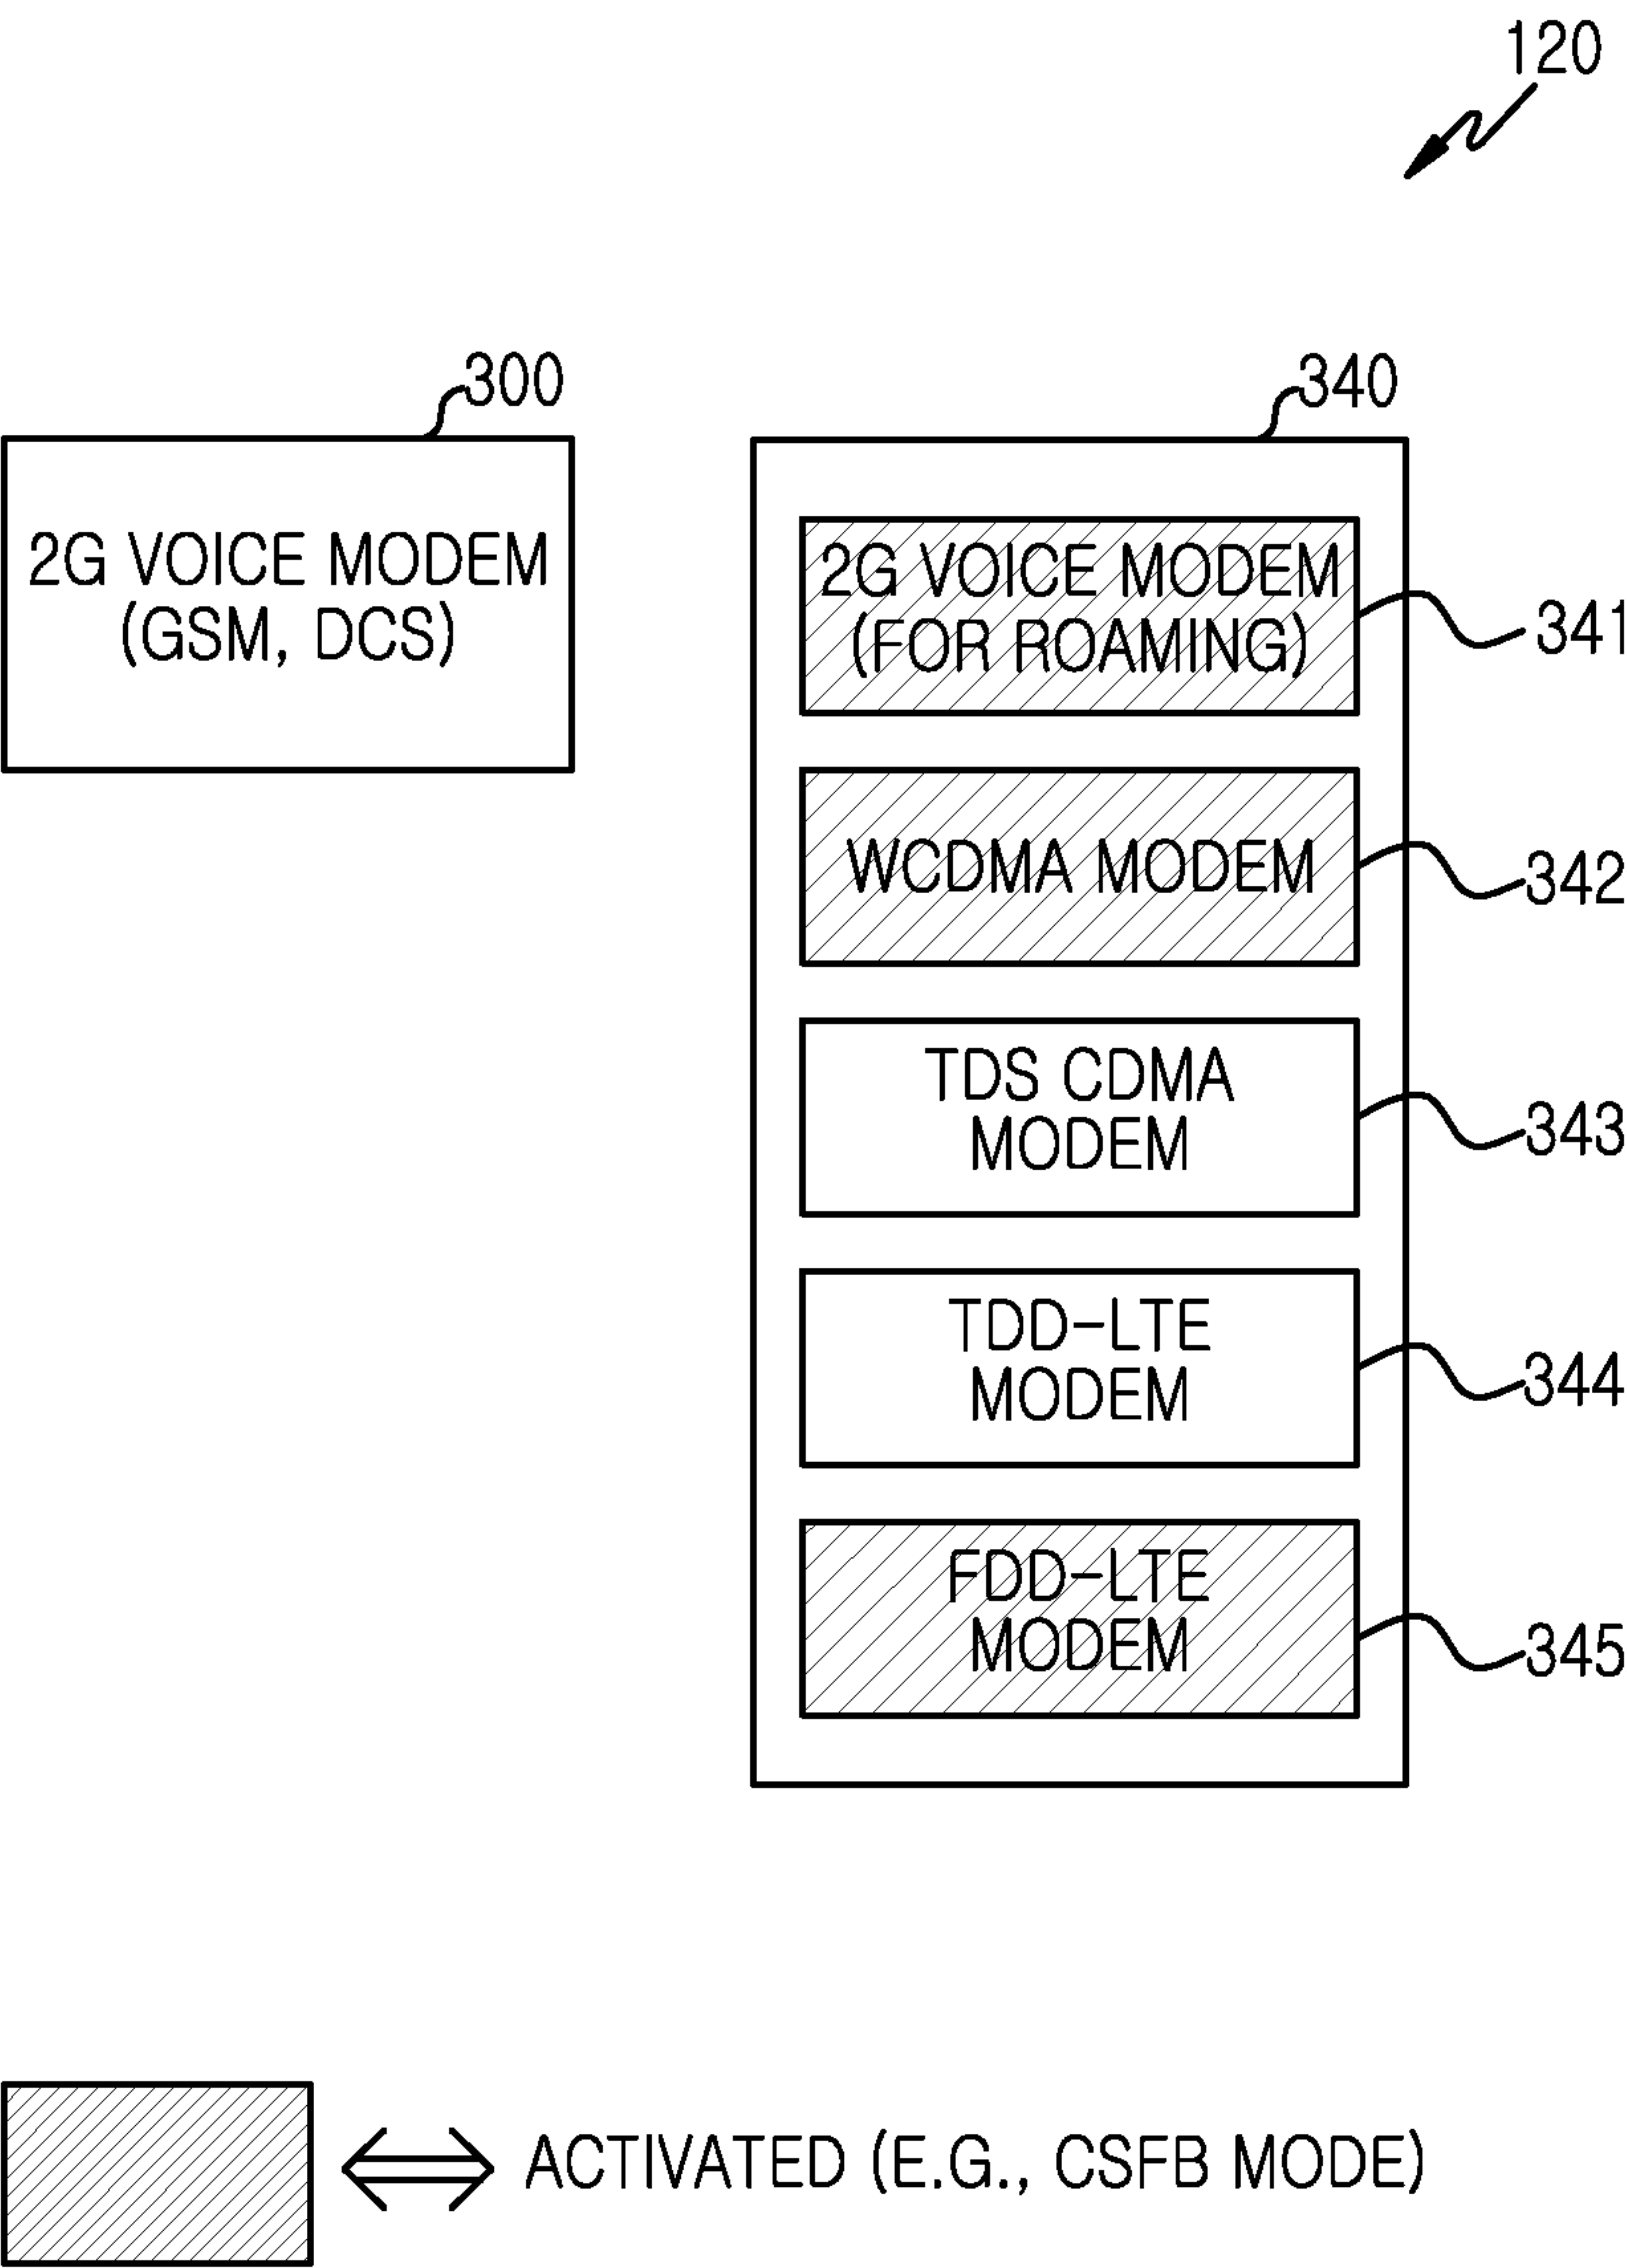 120
300
2G VOICE MODEM
(GSM, DCS)
340
2G VOICE MODEM
(FOR ROAMING)
341
WCDMA MODEM
342
TDS CDMA
MODEM
343
TDD-LTE
MODEM
344
FDD-LTE
MODEM
345
ACTIVATED (E.G., CSFB MODE)